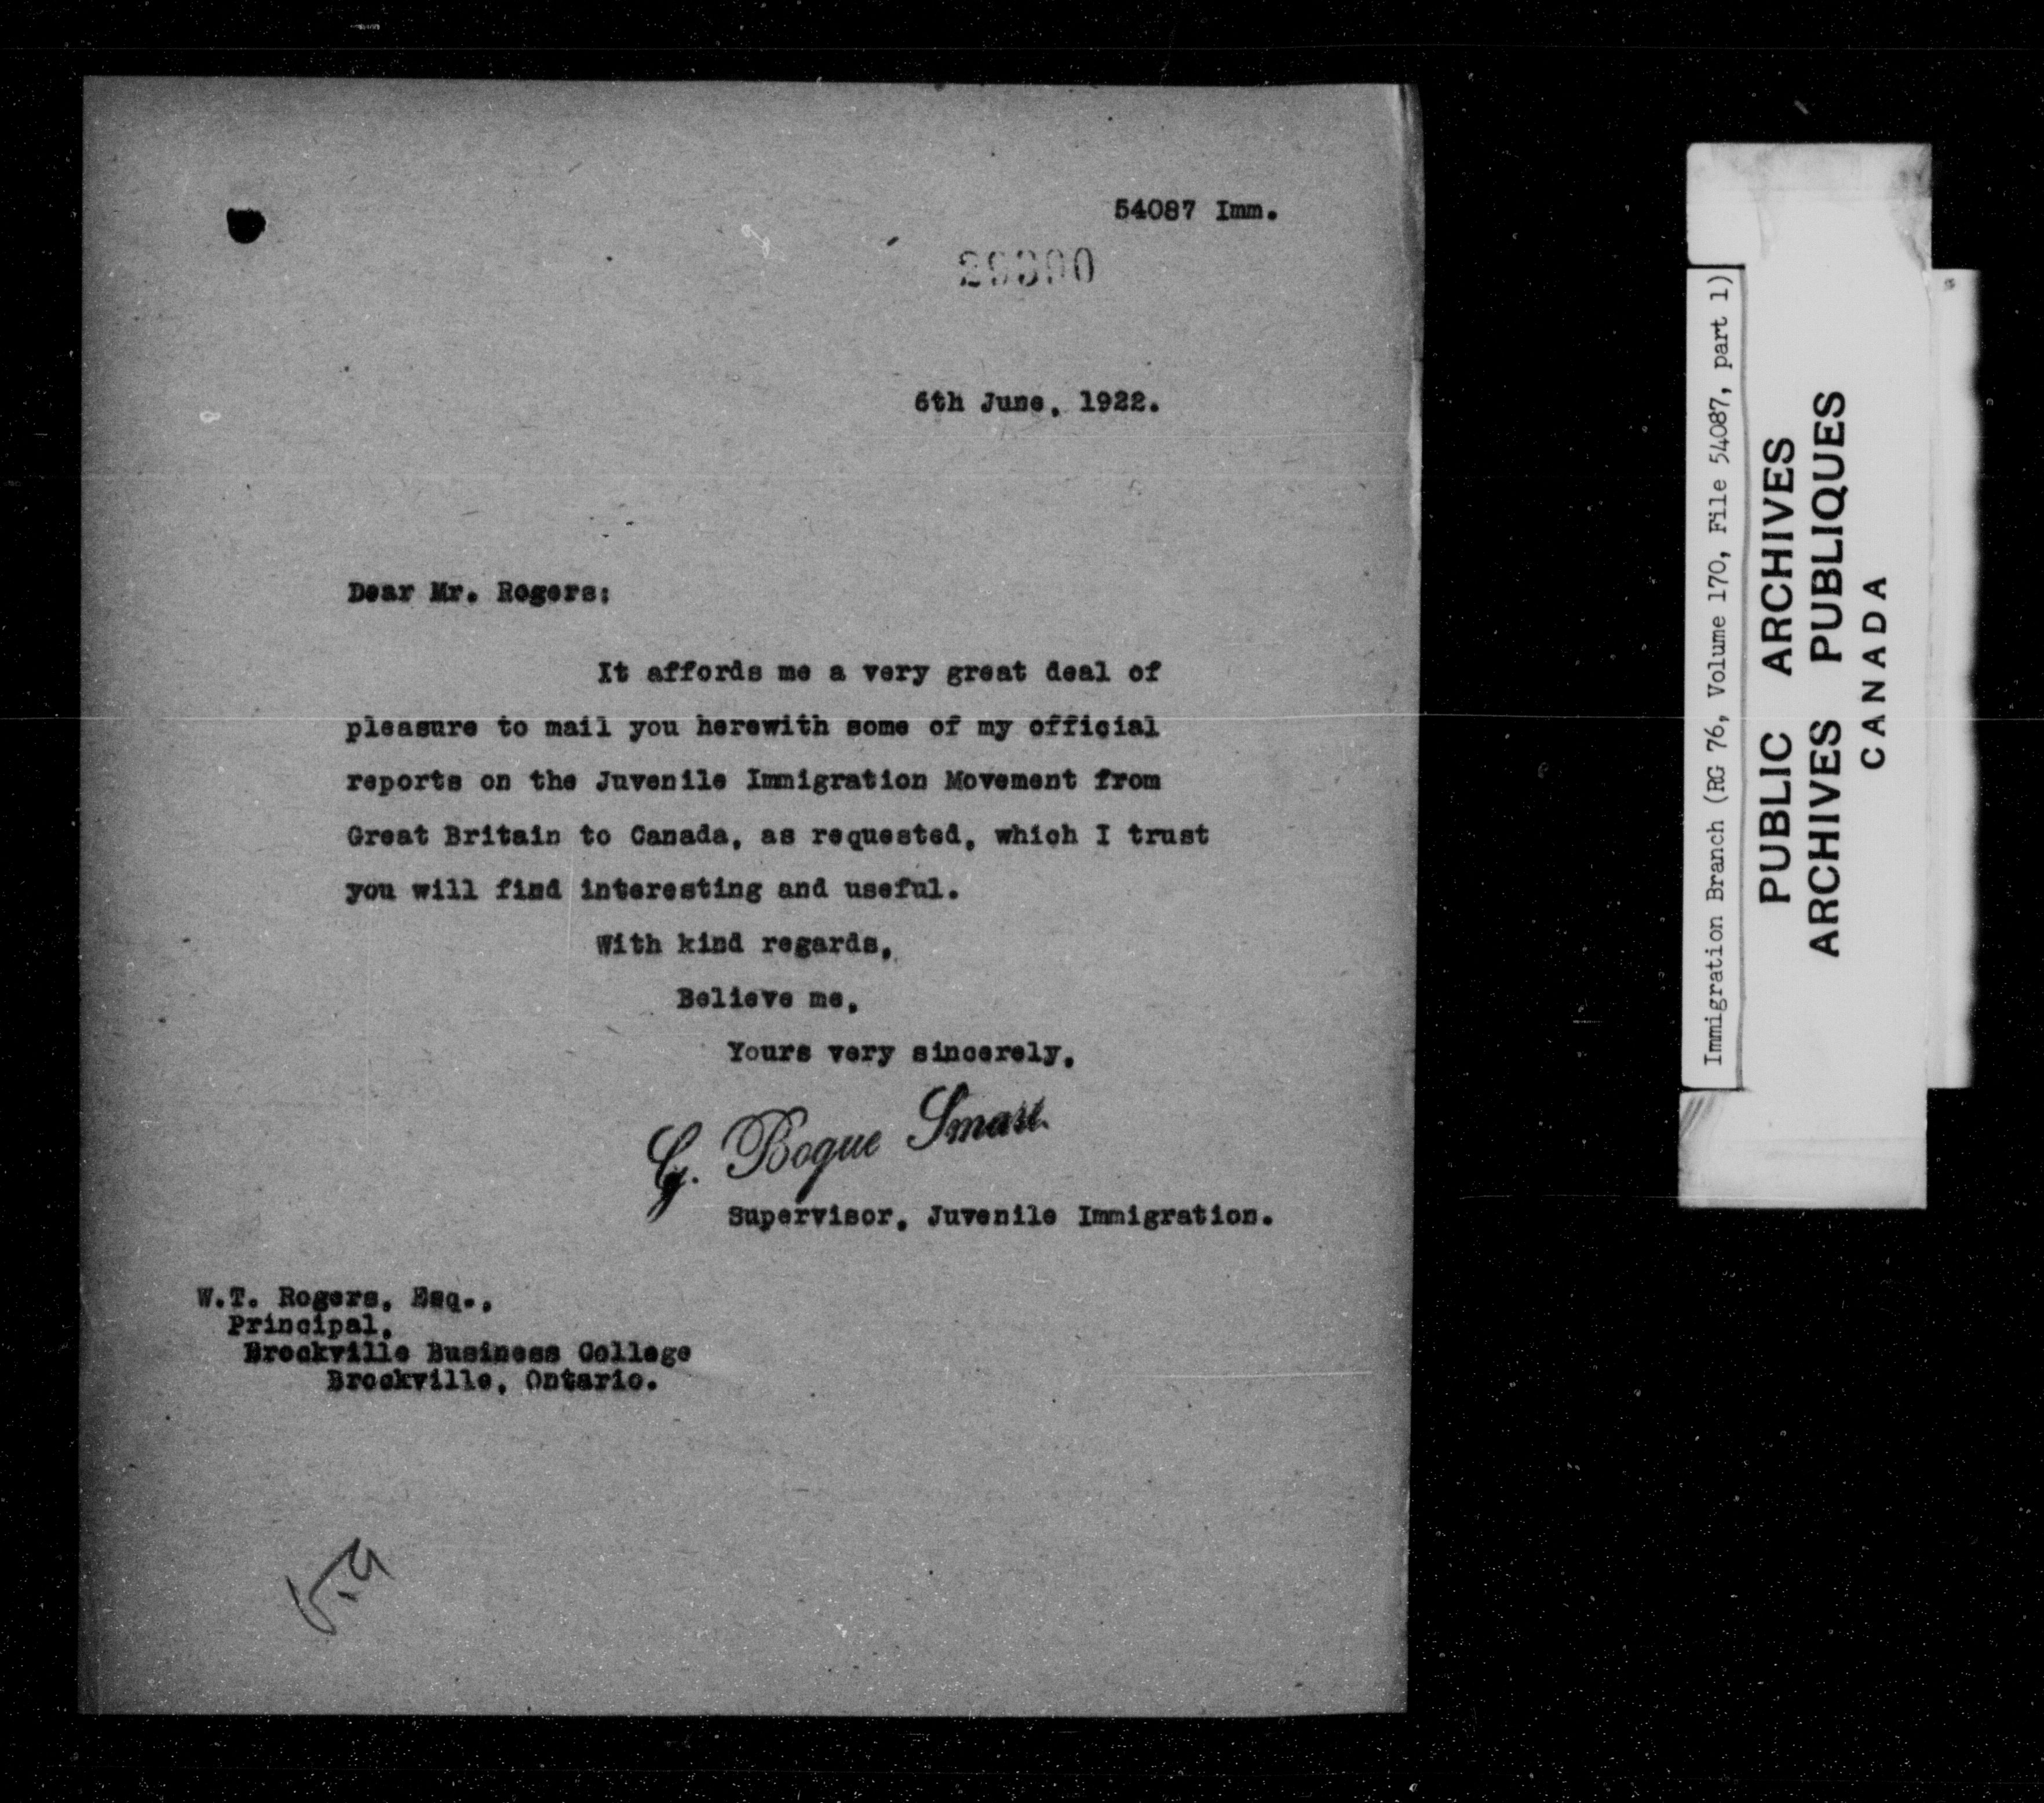 54087 Imm.
6th June, 1922.
Dear Mr. Rogers:
It affords me a very great deal of
pleasure to mail you herewith some of my official
reports on the Juvenile Immigration Movement from
Great Britain to Canada, as requested, which I trust
you will find interesting and useful.
With kind regards,
Believe me,
Yours very sincerely,
G. Bogue Smart.
Supervisor, Juvenile Immigration.
W.T. Rogers, Esq.,
Principal,
Brockville Business College
Brockville, Ontario.
Immigration Branch (RG 76, Volume 170, File 54087, part 1)
PUBLIC ARCHIVES
ARCHIVES PUBLIQUES
CANADA